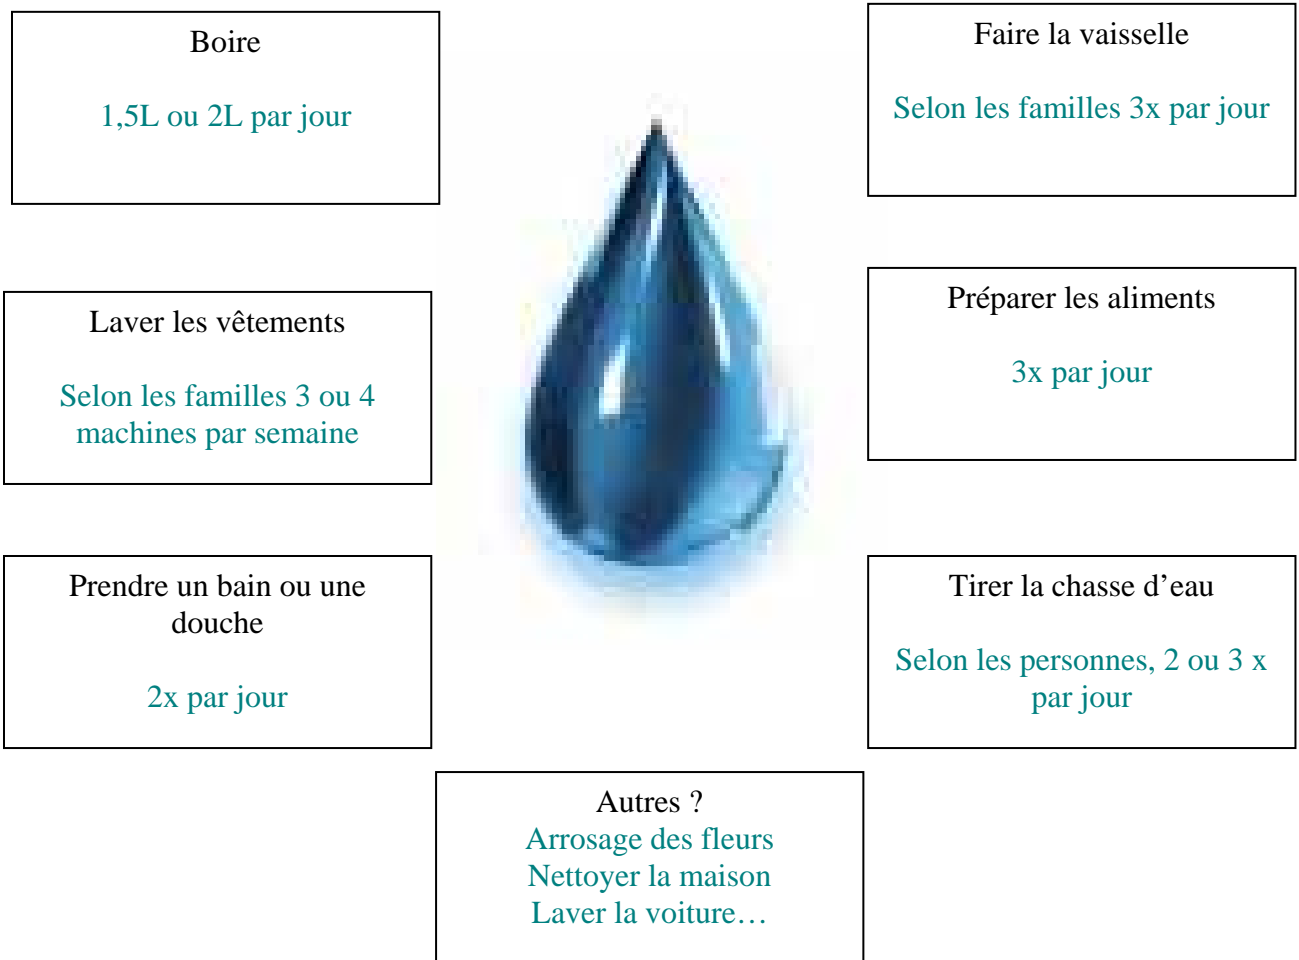 Boire
1,5L ou 2L par jour
Faire la vaisselle
Selon les familles 3x par jour
Laver les vêtements
Selon les familles 3 ou 4
machines par semaine
Préparer les aliments
3x par jour
Prendre un bain ou une
douche
2x par jour
Tirer la chasse d’eau
Selon les personnes, 2 ou 3 x
par jour
Autres ?
Arrosage des fleurs
Nettoyer la maison
Laver la voiture…